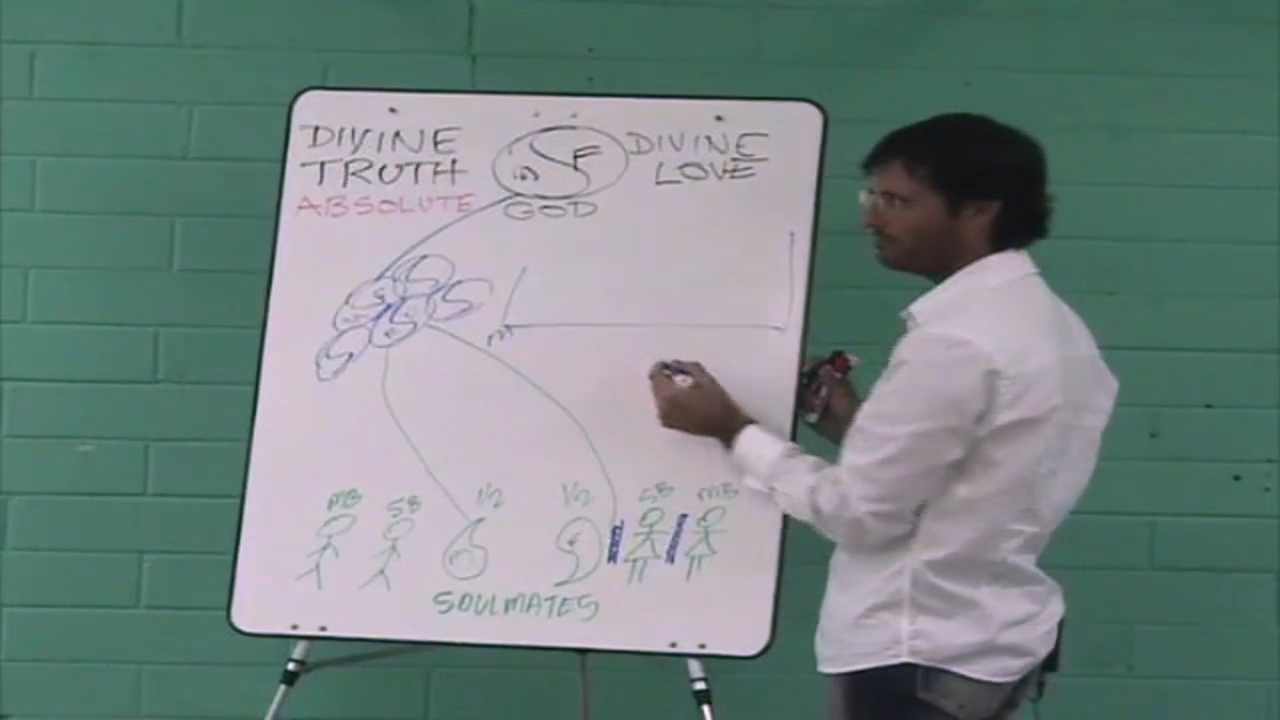 DIVINE
TRUTH
ABSOLUTE
F
GOD
DIVINE
LOVE
MB
SB
1/2
1/2
SB
MB
SOULMATES